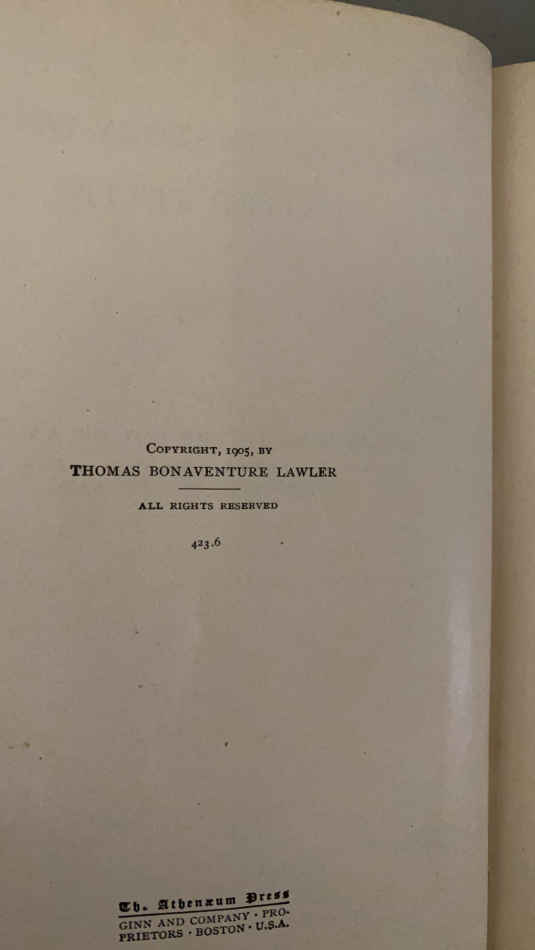 COPYRIGHT, 1905, BY
THOMAS BONAVENTURE LAWLER
ALL RIGHTS RESERVED
423.6
The Athenæum Press
GINN AND COMPANY · PRO-
PRIETORS · BOSTON · U.S.A.